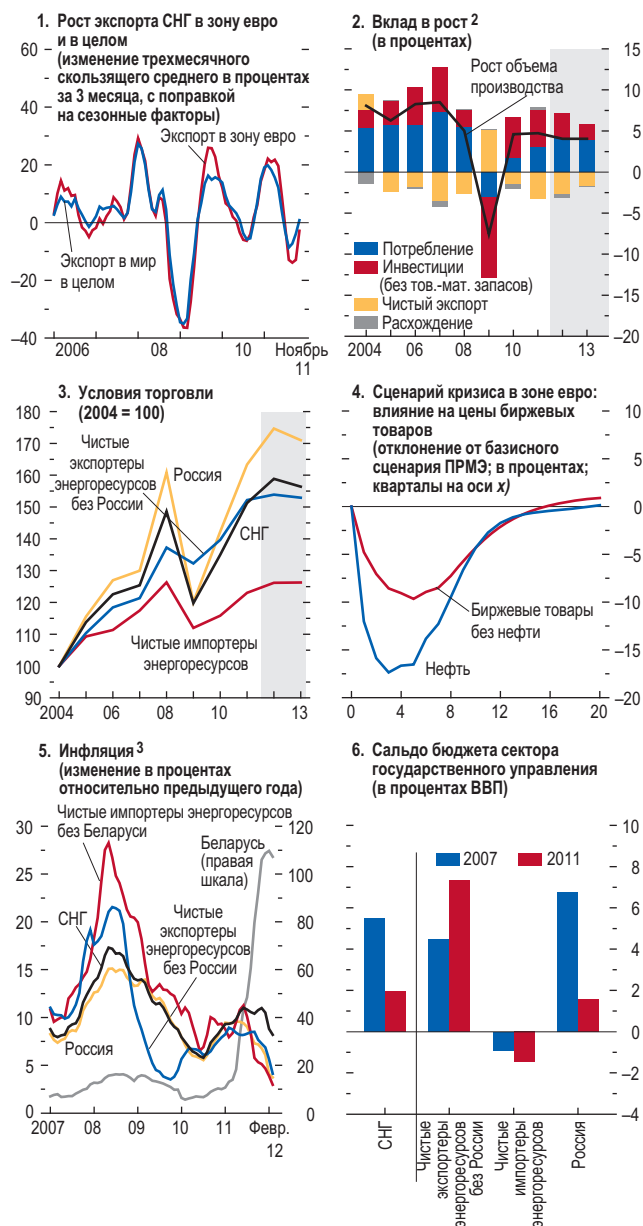 1. Рост экспорта СНГ в зону евро
и в целом
(изменение трехмесячного
скользящего среднего в процентах
за 3 месяца, с поправкой
на сезонные факторы)
60
40
20
0
–20
–40
Экспорт в зону евро
Экспорт в мир
в целом
2006
08
10
Ноябрь
11
2. Вклад в рост 2
(в процентах)
15
10
5
0
–5
–10
–15
–20
Рост объема
производства
Потребление
Инвестиции
(без тов.-мат. запасов)
Чистый экспорт
Расхождение
2004
06
08
10
11
13
3. Условия торговли
(2004 = 100)
180
170
160
150
140
130
120
110
100
90
Чистые
экспортеры
энергоресурсов
без России
Россия
СНГ
Чистые импортеры
энергоресурсов
2004
06
08
10
11
13
4. Сценарий кризиса в зоне евро:
влияние на цены биржевых
товаров
(отклонение от базисного
сценария ПРМЭ; в процентах;
кварталы на оси x)
10
5
0
–5
–10
–15
–20
Биржевые товары
без нефти
Нефть
0
4
8
12
16
20
5. Инфляция 3
(изменение в процентах
относительно предыдущего года)
Чистые импортеры энергоресурсов
без Беларуси
30
25
20
15
10
5
0
Беларусь
(правая
шкала)
120
110
80
60
40
20
0
СНГ
Чистые
экспортеры
энергоресурсов
без России
Россия
2007
08
09
10
11
Февр.
12
6. Сальдо бюджета сектора
государственного управления
(в процентах ВВП)
2007
2011
10
8
6
4
2
0
–2
–4
СНГ
Чистые
экспортеры
энергоресурсов
без России
Чистые
импортеры
энергоресурсов
Россия